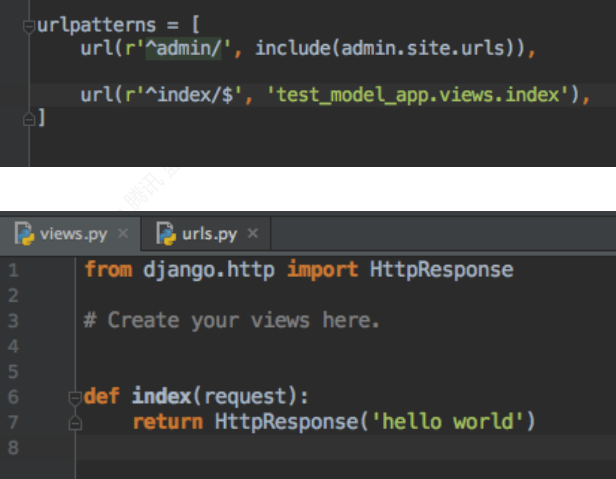 urlpatterns = [
    url(r'^admin/', include(admin.site.urls)),
    url(r'^index/$', 'test_model_app.views.index'),
]
腾讯
views.py × urls.py ×
1 from django.http import HttpResponse
2
3 # Create your views here.
4
5
6 def index(request):
7     return HttpResponse('hello world')
8